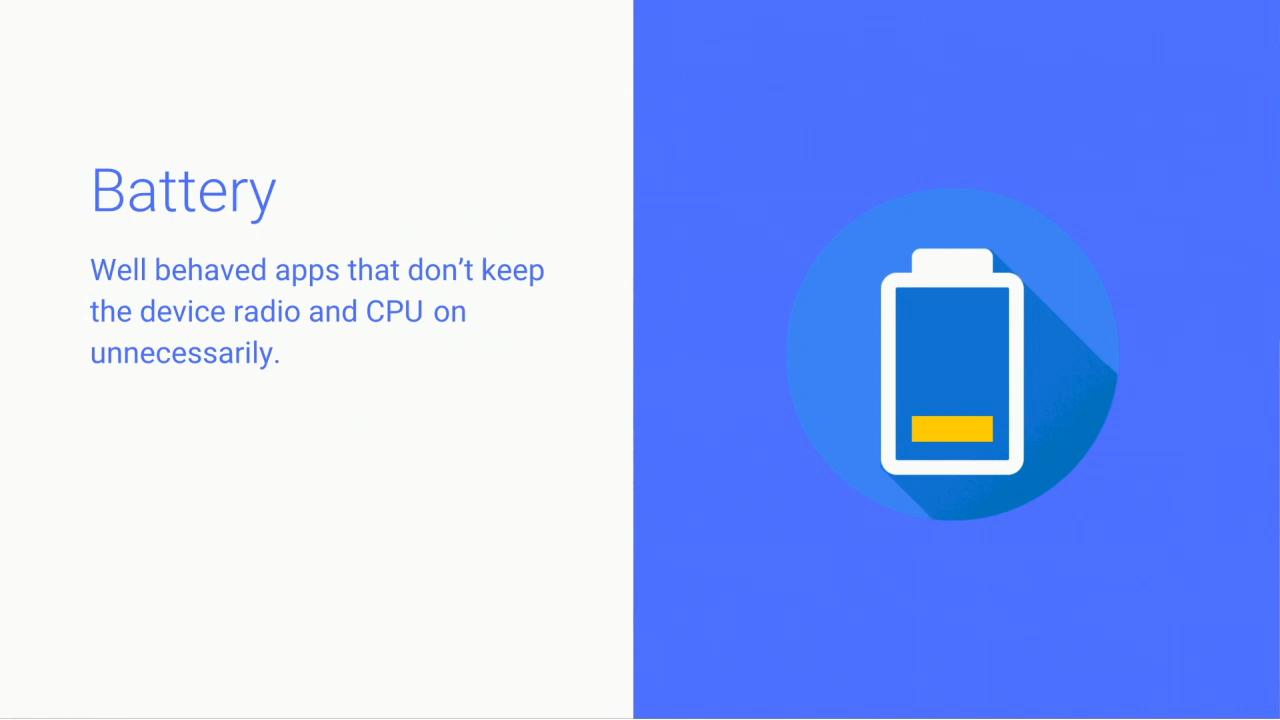 Battery
Well behaved apps that don’t keep
the device radio and CPU on
unnecessarily.